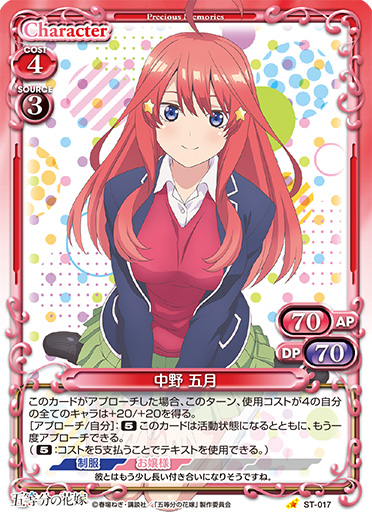 Precious Memories
Character
COST
4
SOURCE
3
70 AP
DP 70
中野 五月
このカードがアプローチした場合、このターン、使用コストが4の自分
の全てのキャラは+20/+20を得る。
[アプローチ/自分]:5 このカードは活動状態になるとともに、もう一
度アプローチできる。
(5:コストを5支払うことでテキストを使用できる。)
制服 お嬢様
彼とはもう少し長い付き合いになりそうですね。
五等分の花嫁
ST-017
©春場ねぎ・講談社/「五等分の花嫁」製作委員会